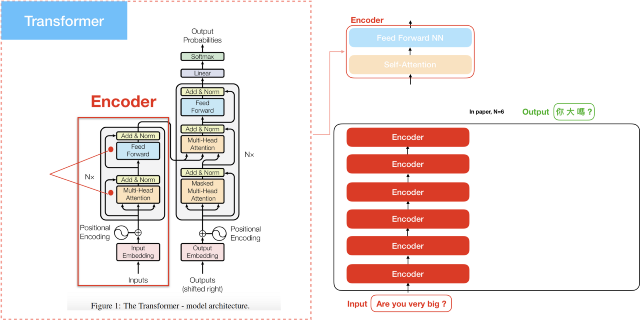 Transformer
Output
Probabilities
Softmax
Linear
Add & Norm
Feed
Forward
Add & Norm
Multi-Head
Attention
Add & Norm
Masked
Multi-Head
Attention
N×
Positional
Encoding
Output
Embedding
Outputs
(shifted right)
Encoder
Add & Norm
Feed
Forward
N×
Add & Norm
Multi-Head
Attention
Positional
Encoding
Input
Embedding
Inputs
Figure 1: The Transformer - model architecture.
Encoder
Feed Forward NN
Self-Attention
In paper, N=6
Output 你 大 嗎 ?
Encoder
Encoder
Encoder
Encoder
Encoder
Encoder
Input Are you very big ?